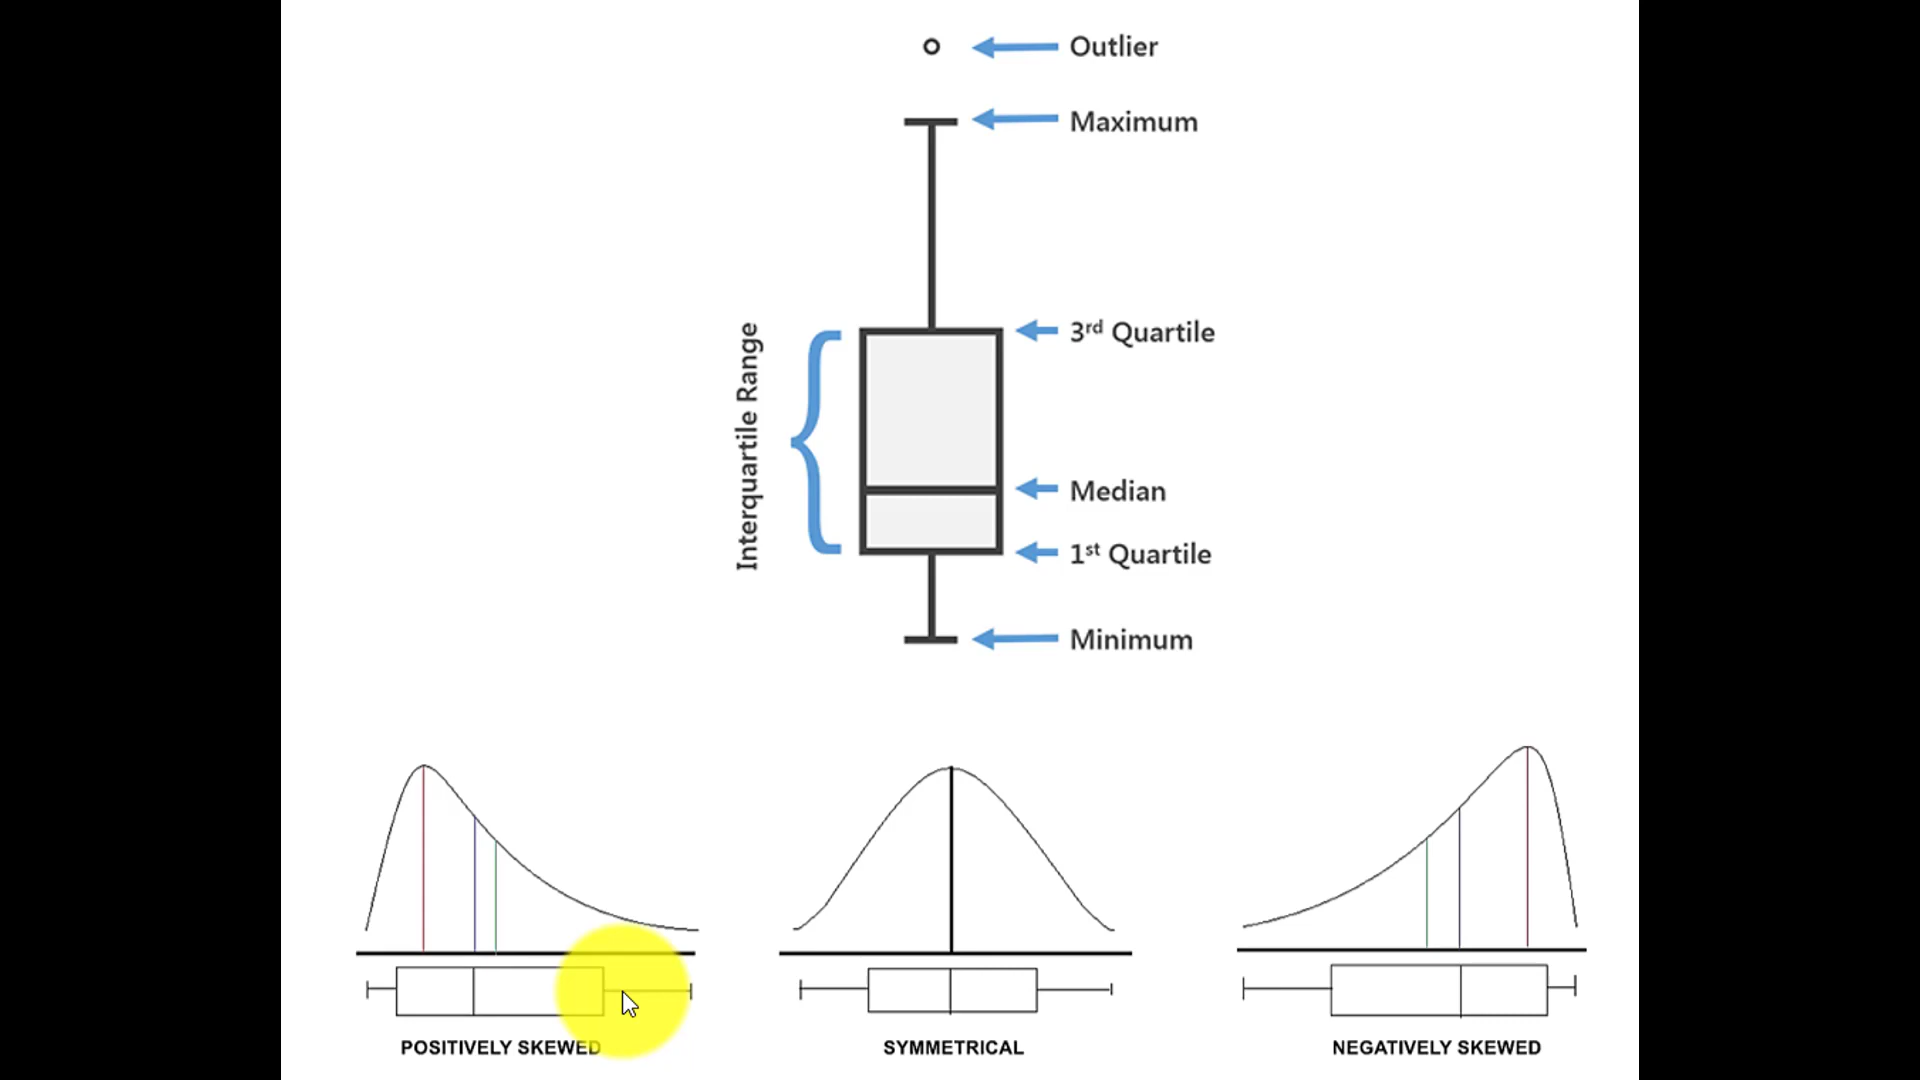 Outlier
Maximum
3rd Quartile
Interquartile Range
Median
1st Quartile
Minimum
POSITIVELY SKEWED
SYMMETRICAL
NEGATIVELY SKEWED